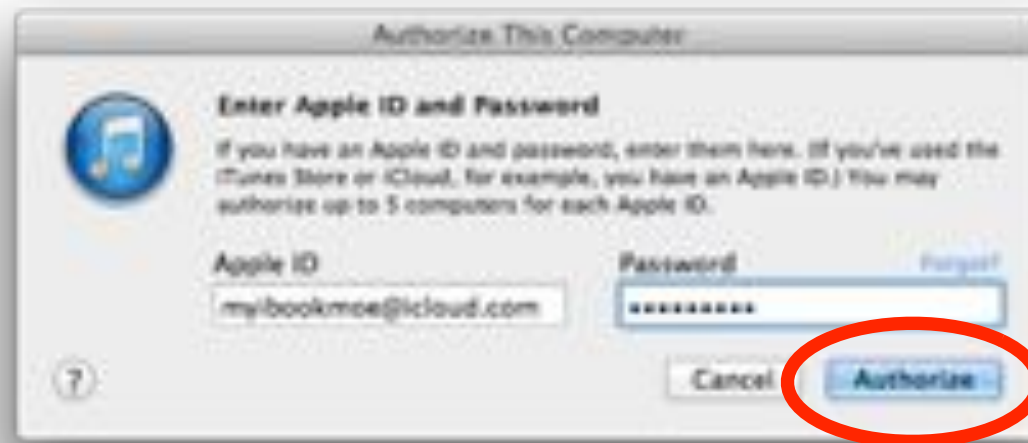 Authorize This Computer
Enter Apple ID and Password
If you have an Apple ID and password, enter them here. (If you've used the
iTunes Store or iCloud, for example, you have an Apple ID.) You may
authorize up to 5 computers for each Apple ID.
Apple ID
Password
Forgot?
myibookmoe@icloud.com
•••••••••
?
Cancel
Authorize